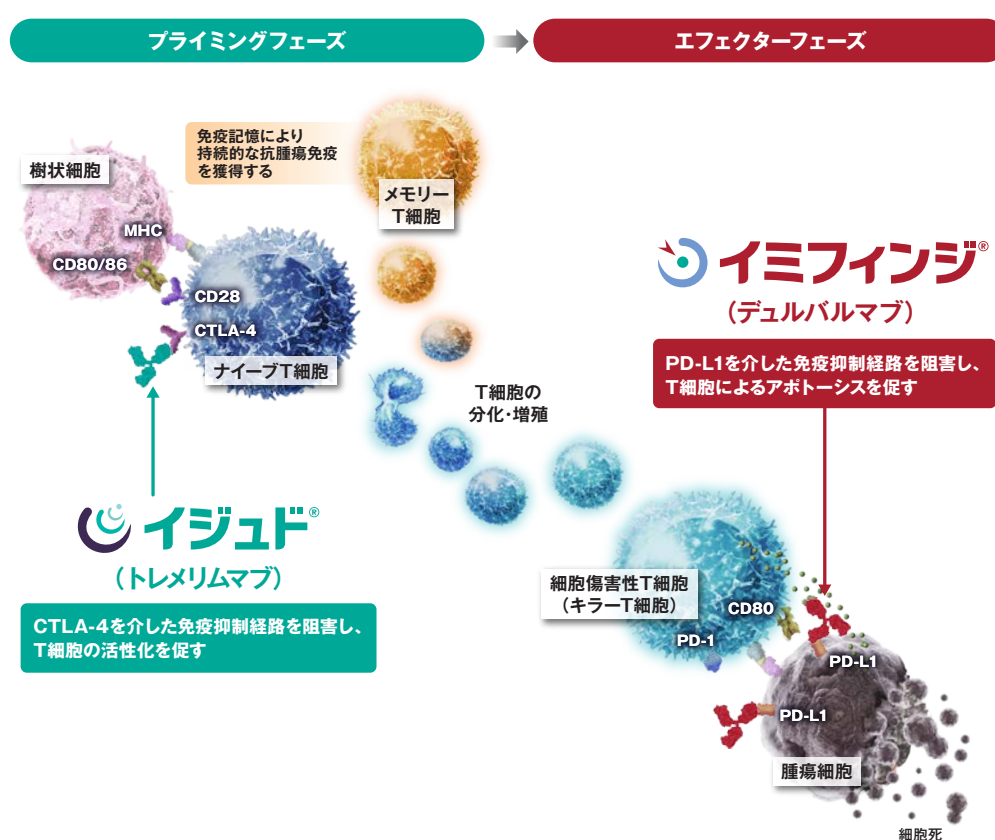 プライミングフェーズ
エフェクターフェーズ
免疫記憶により
持続的な抗腫瘍免疫
を獲得する
樹状細胞
メモリー
T細胞
MHC
CD80/86
CD28
CTLA-4
ナイーブT細胞
T細胞の
分化・増殖
イミフィンジ®
（デュルバルマブ）
PD-L1を介した免疫抑制経路を阻害し、
T細胞によるアポトーシスを促す
イジュド®
（トレメリムマブ）
CTLA-4を介した免疫抑制経路を阻害し、
T細胞の活性化を促す
細胞傷害性T細胞
（キラーT細胞）
CD80
PD-1
PD-L1
PD-L1
腫瘍細胞
細胞死